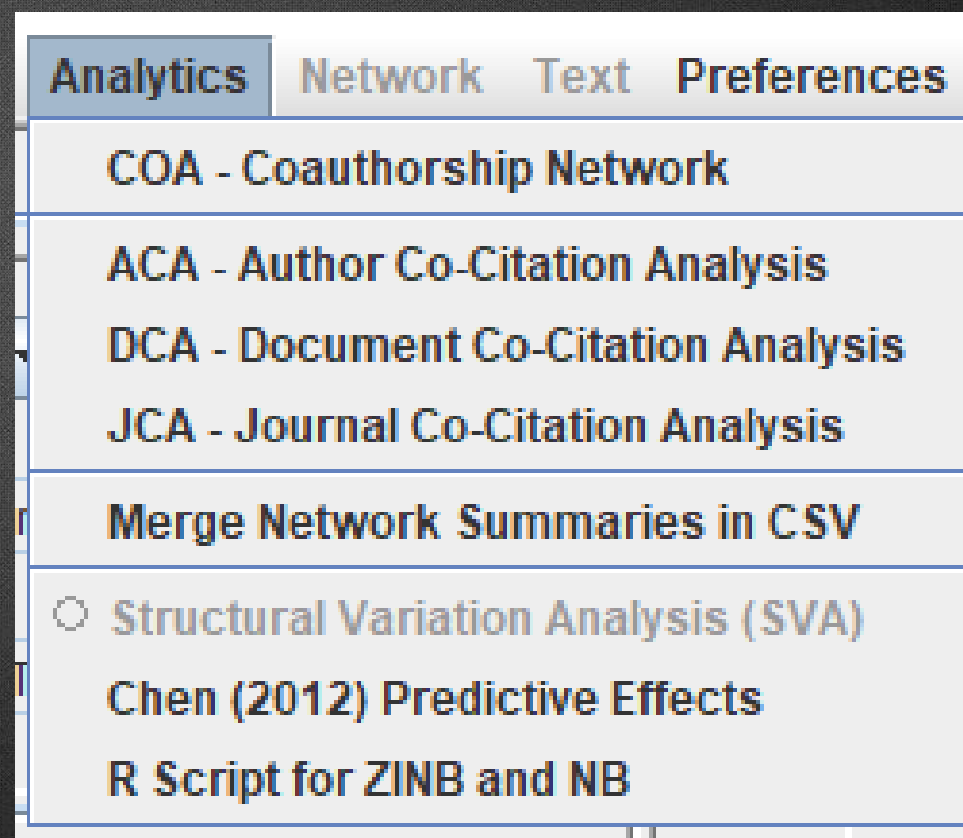 Analytics Network Text Preferences
COA - Coauthorship Network
ACA - Author Co-Citation Analysis
DCA - Document Co-Citation Analysis
JCA - Journal Co-Citation Analysis
Merge Network Summaries in CSV
Structural Variation Analysis (SVA)
Chen (2012) Predictive Effects
R Script for ZINB and NB